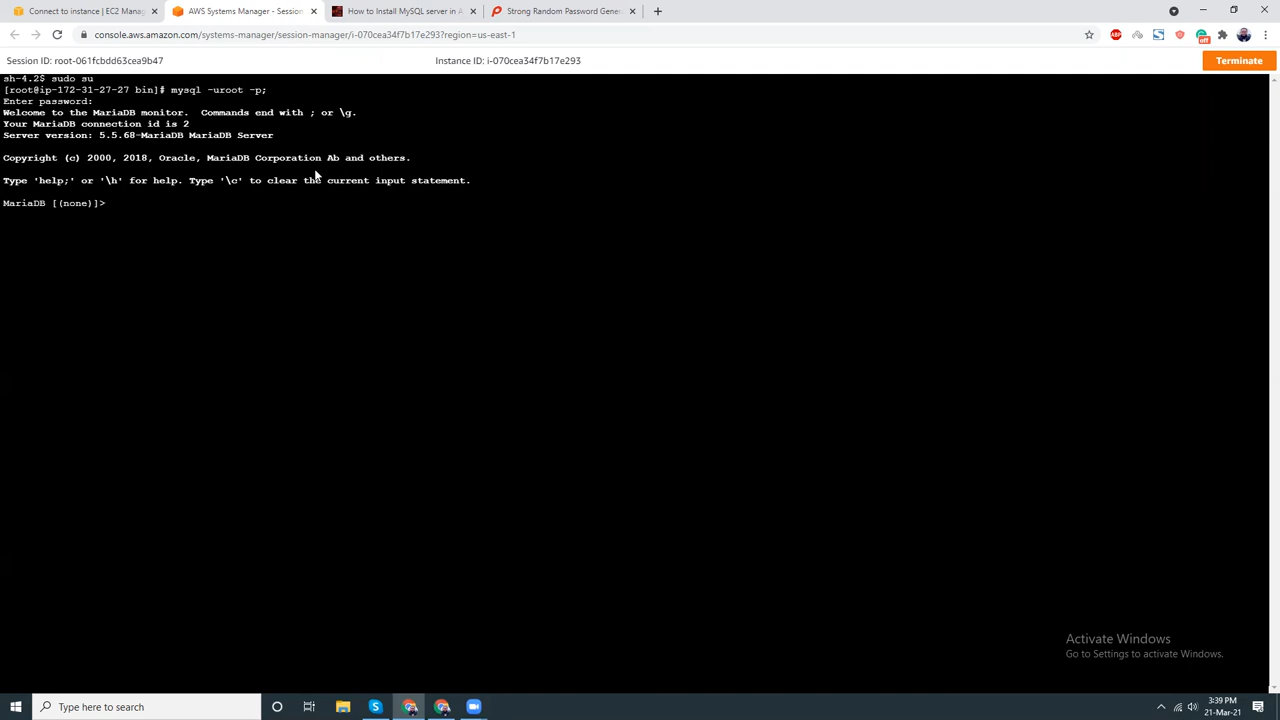 Connect to instance | EC2 Manag
AWS Systems Manager - Session
How to Install MySQL server in A
Strong Random Password Gener
console.aws.amazon.com/systems-manager/session-manager/i-070cea34f7b17e293?region=us-east-1
ABP
off
Session ID: root-061fcbdd63cea9b47
Instance ID: i-070cea34f7b17e293
Terminate
sh-4.2$ sudo su
[root@ip-172-31-27-27 bin]# mysql -uroot -p;
Enter password:
Welcome to the MariaDB monitor.  Commands end with ; or \g.
Your MariaDB connection id is 2
Server version: 5.5.68-MariaDB MariaDB Server
Copyright (c) 2000, 2018, Oracle, MariaDB Corporation Ab and others.
Type 'help;' or '\h' for help. Type '\c' to clear the current input statement.
MariaDB [(none)]>
Activate Windows
Go to Settings to activate Windows.
Type here to search
3:39 PM
21-Mar-21